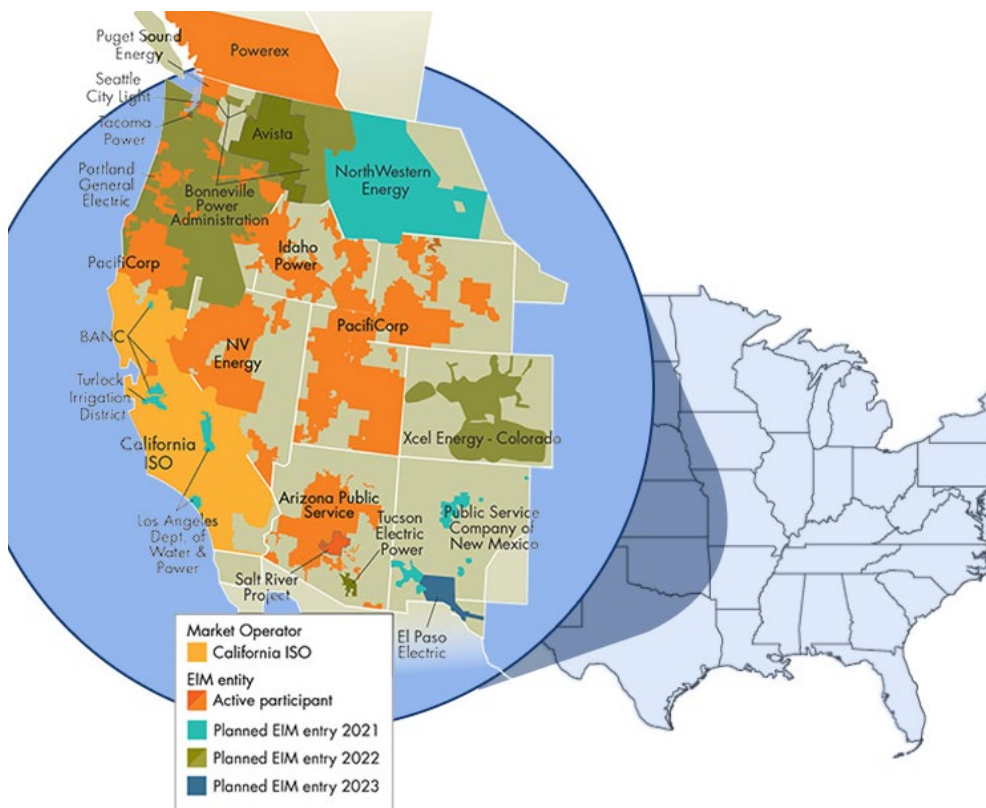 Puget Sound
Energy
Powerex
Seattle
City Light
Tacoma
Power
Avista
Portland
General
Electric
NorthWestern
Energy
Bonneville
Power
Administration
Idaho
Power
PacifiCorp
PacifiCorp
BANC
NV
Energy
Turlock
Irrigation
District
California
ISO
Xcel Energy - Colorado
Arizona Public
Service
Tucson
Electric
Power
Public Service
Company of
New Mexico
Los Angeles
Dept. of
Water &
Power
Salt River
Project
El Paso
Electric
Market Operator
California ISO
EIM entity
Active participant
Planned EIM entry 2021
Planned EIM entry 2022
Planned EIM entry 2023